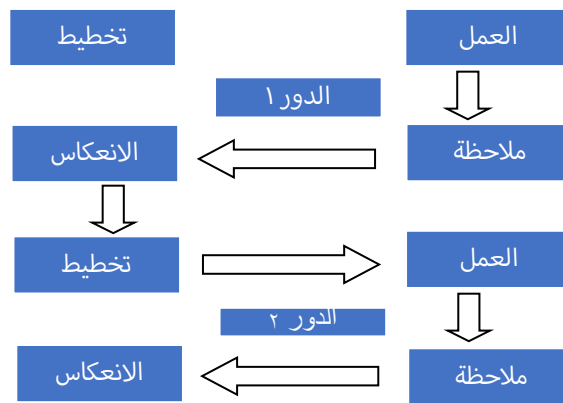 تخطيط
العمل
الدور ١
ملاحظة
الانعكاس
تخطيط
العمل
الدور ٢
ملاحظة
الانعكاس